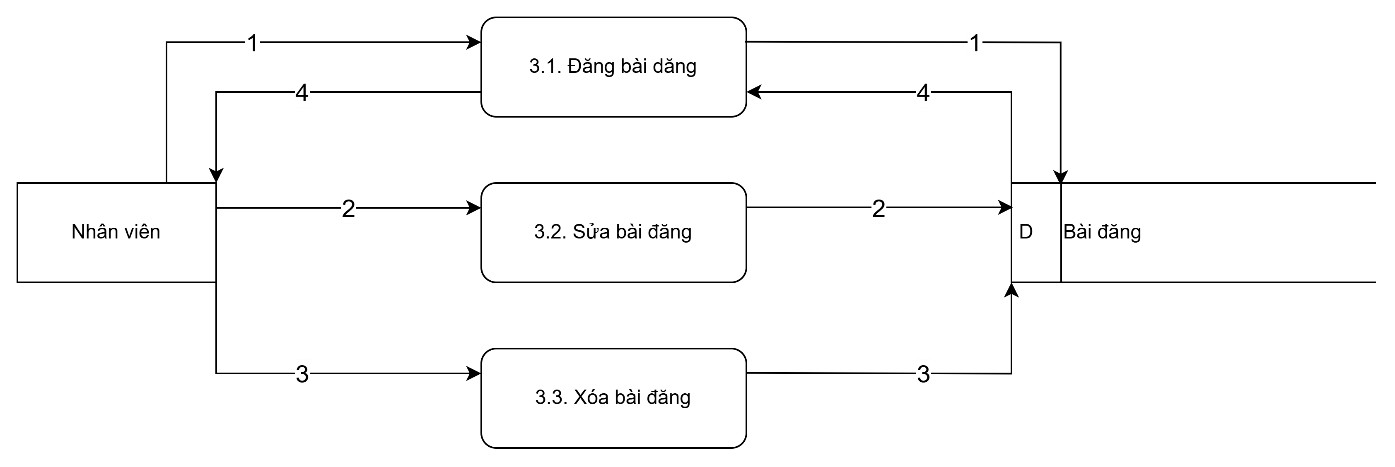 1
1
3.1. Đăng bài dăng
4
4
2
2
Nhân viên
3.2. Sửa bài đăng
D
Bài đăng
3
3
3.3. Xóa bài đăng